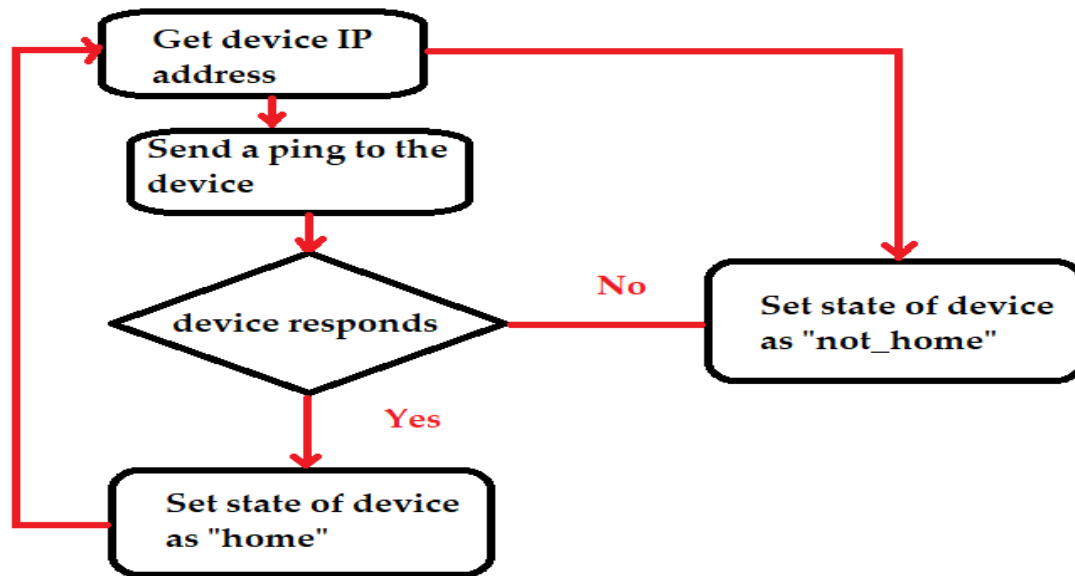 Get device IP
address
Send a ping to the
device
device responds
No
Set state of device
as "not_home"
Yes
Set state of device
as "home"